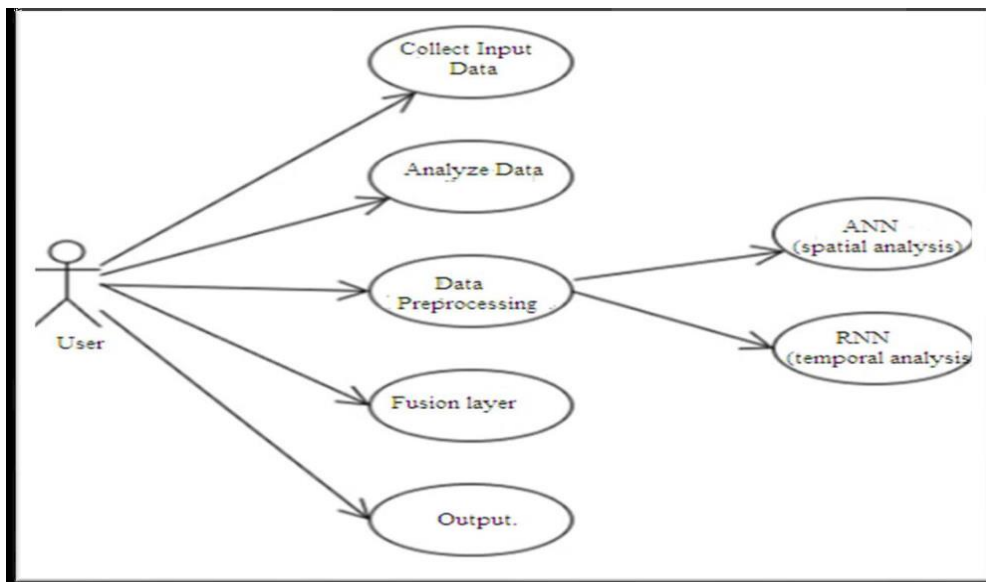 Collect Input
Data
Analyze Data
ANN
(spatial analysis)
Data
Preprocessing
RNN
(temporal analysis
User
Fusion layer
Output.